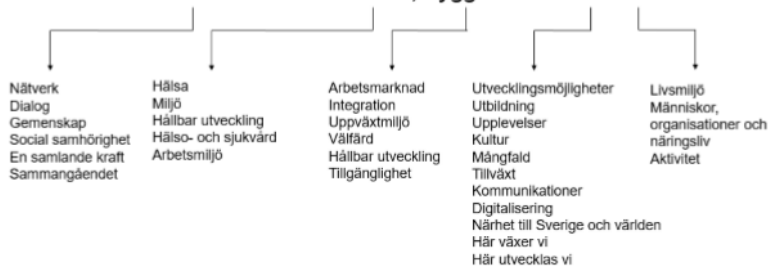 Nätverk
Dialog
Gemenskap
Social samhörighet
En samlande kraft
Sammangåendet
Hälsa
Miljö
Hållbar utveckling
Hälso- och sjukvård
Arbetsmiljö
Arbetsmarknad
Integration
Uppväxtmiljö
Välfärd
Hållbar utveckling
Tillgänglighet
Utvecklingsmöjligheter
Utbildning
Upplevelser
Kultur
Mångfald
Tillväxt
Kommunikationer
Digitalisering
Närhet till Sverige och världen
Här växer vi
Här utvecklas vi
Livsmiljö
Människor,
organisationer och
näringsliv
Aktivitet